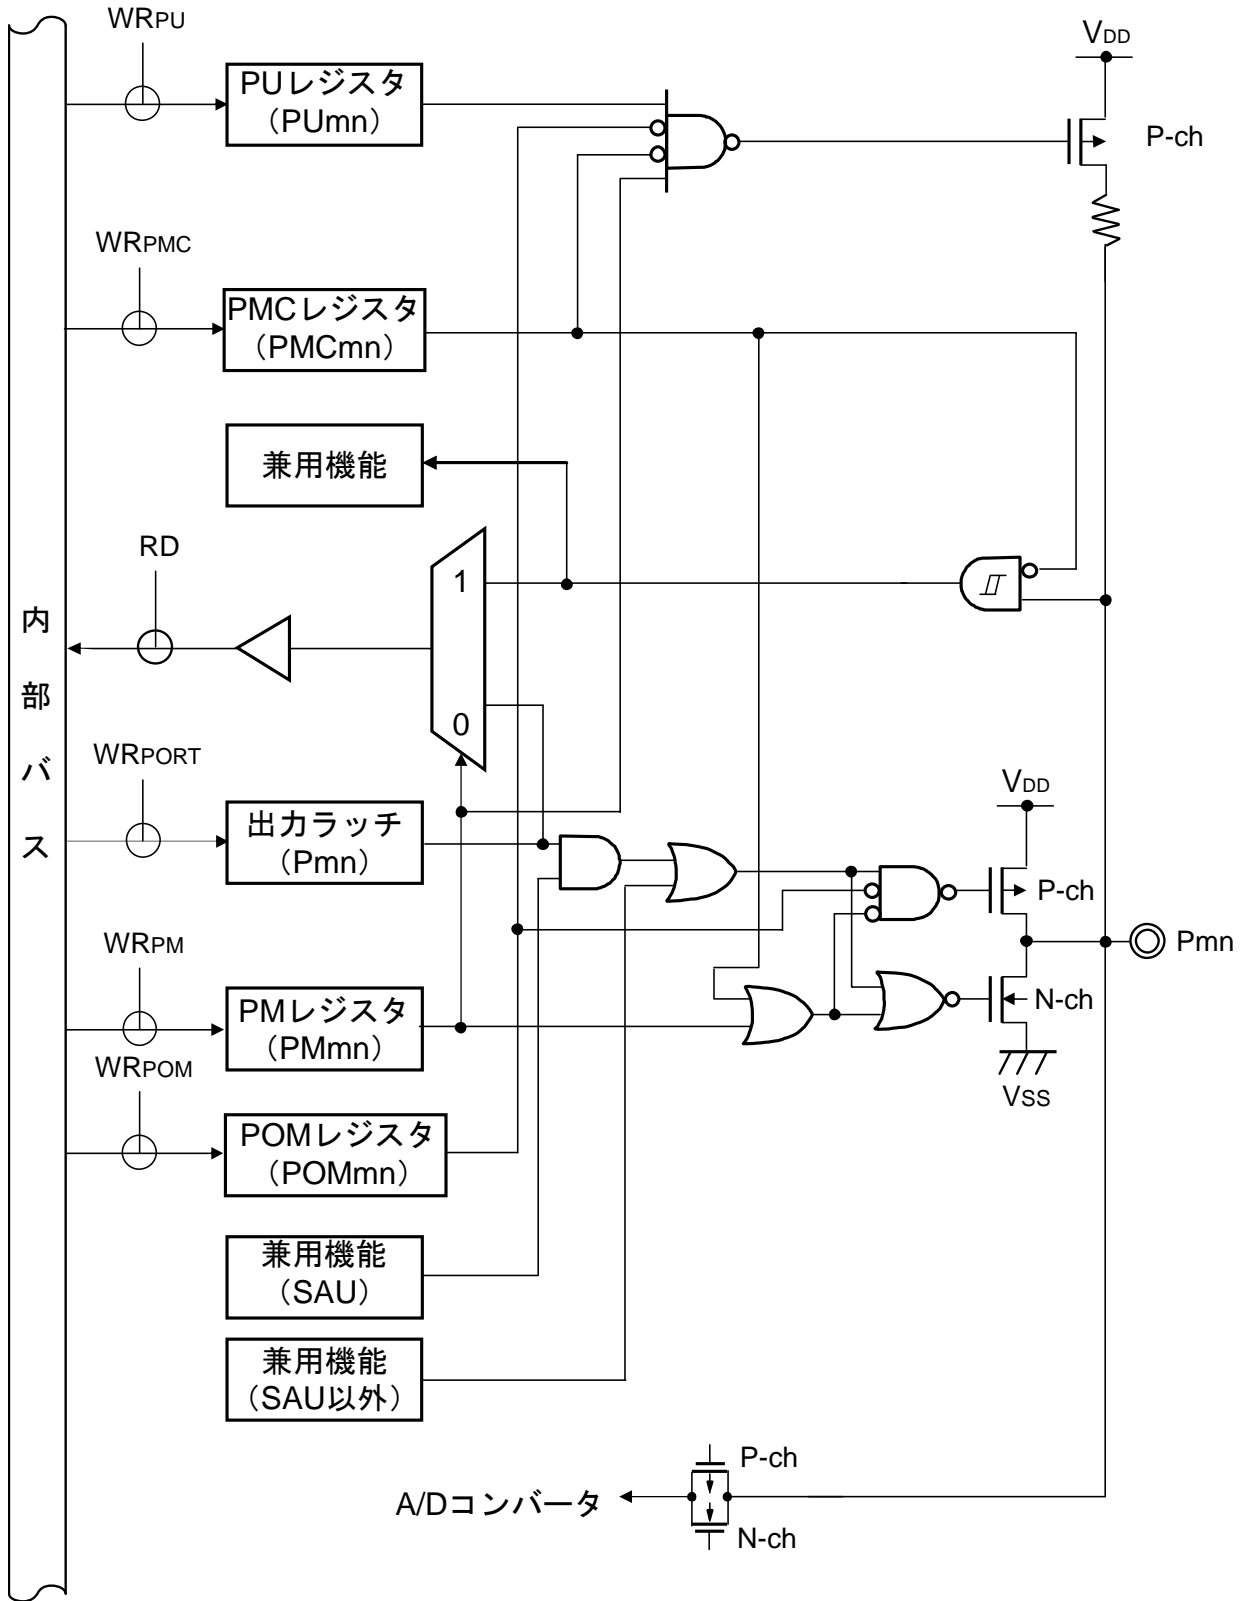 WRPU
VDD
PUレジスタ
（PUmn）
P-ch
WRPMC
PMCレジスタ
（PMCmn）
兼用機能
RD
1
0
内部バス
WRPORT
出力ラッチ
（Pmn）
VDD
P-ch
Pmn
WRPM
PMレジスタ
（PMmn）
N-ch
WRPOM
VSS
POMレジスタ
（POMmn）
兼用機能
（SAU）
兼用機能
（SAU以外）
P-ch
A/Dコンバータ
N-ch